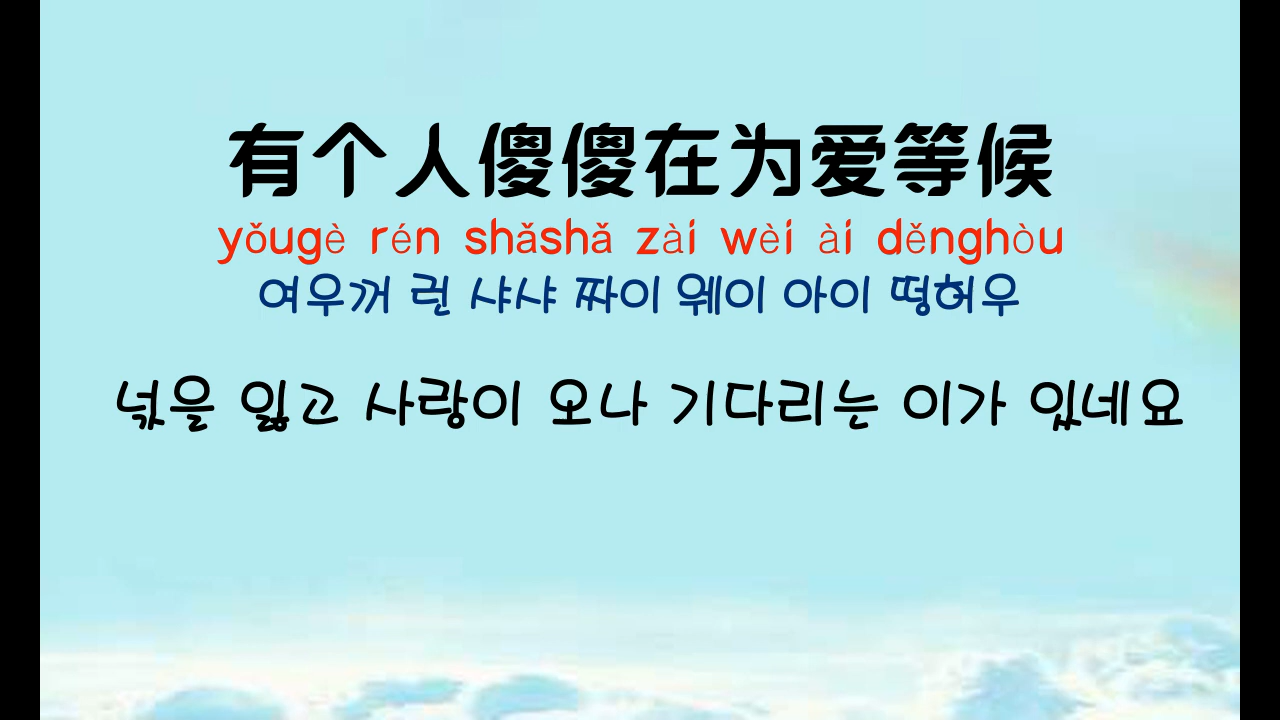 有个人傻傻在为爱等候
yǒugè rén shǎshǎ zài wèi ài děnghòu
여우꺼 런 샤샤 짜이 웨이 아이 떵허우
넋을 잃고 사랑이 오나 기다리는 이가 있네요